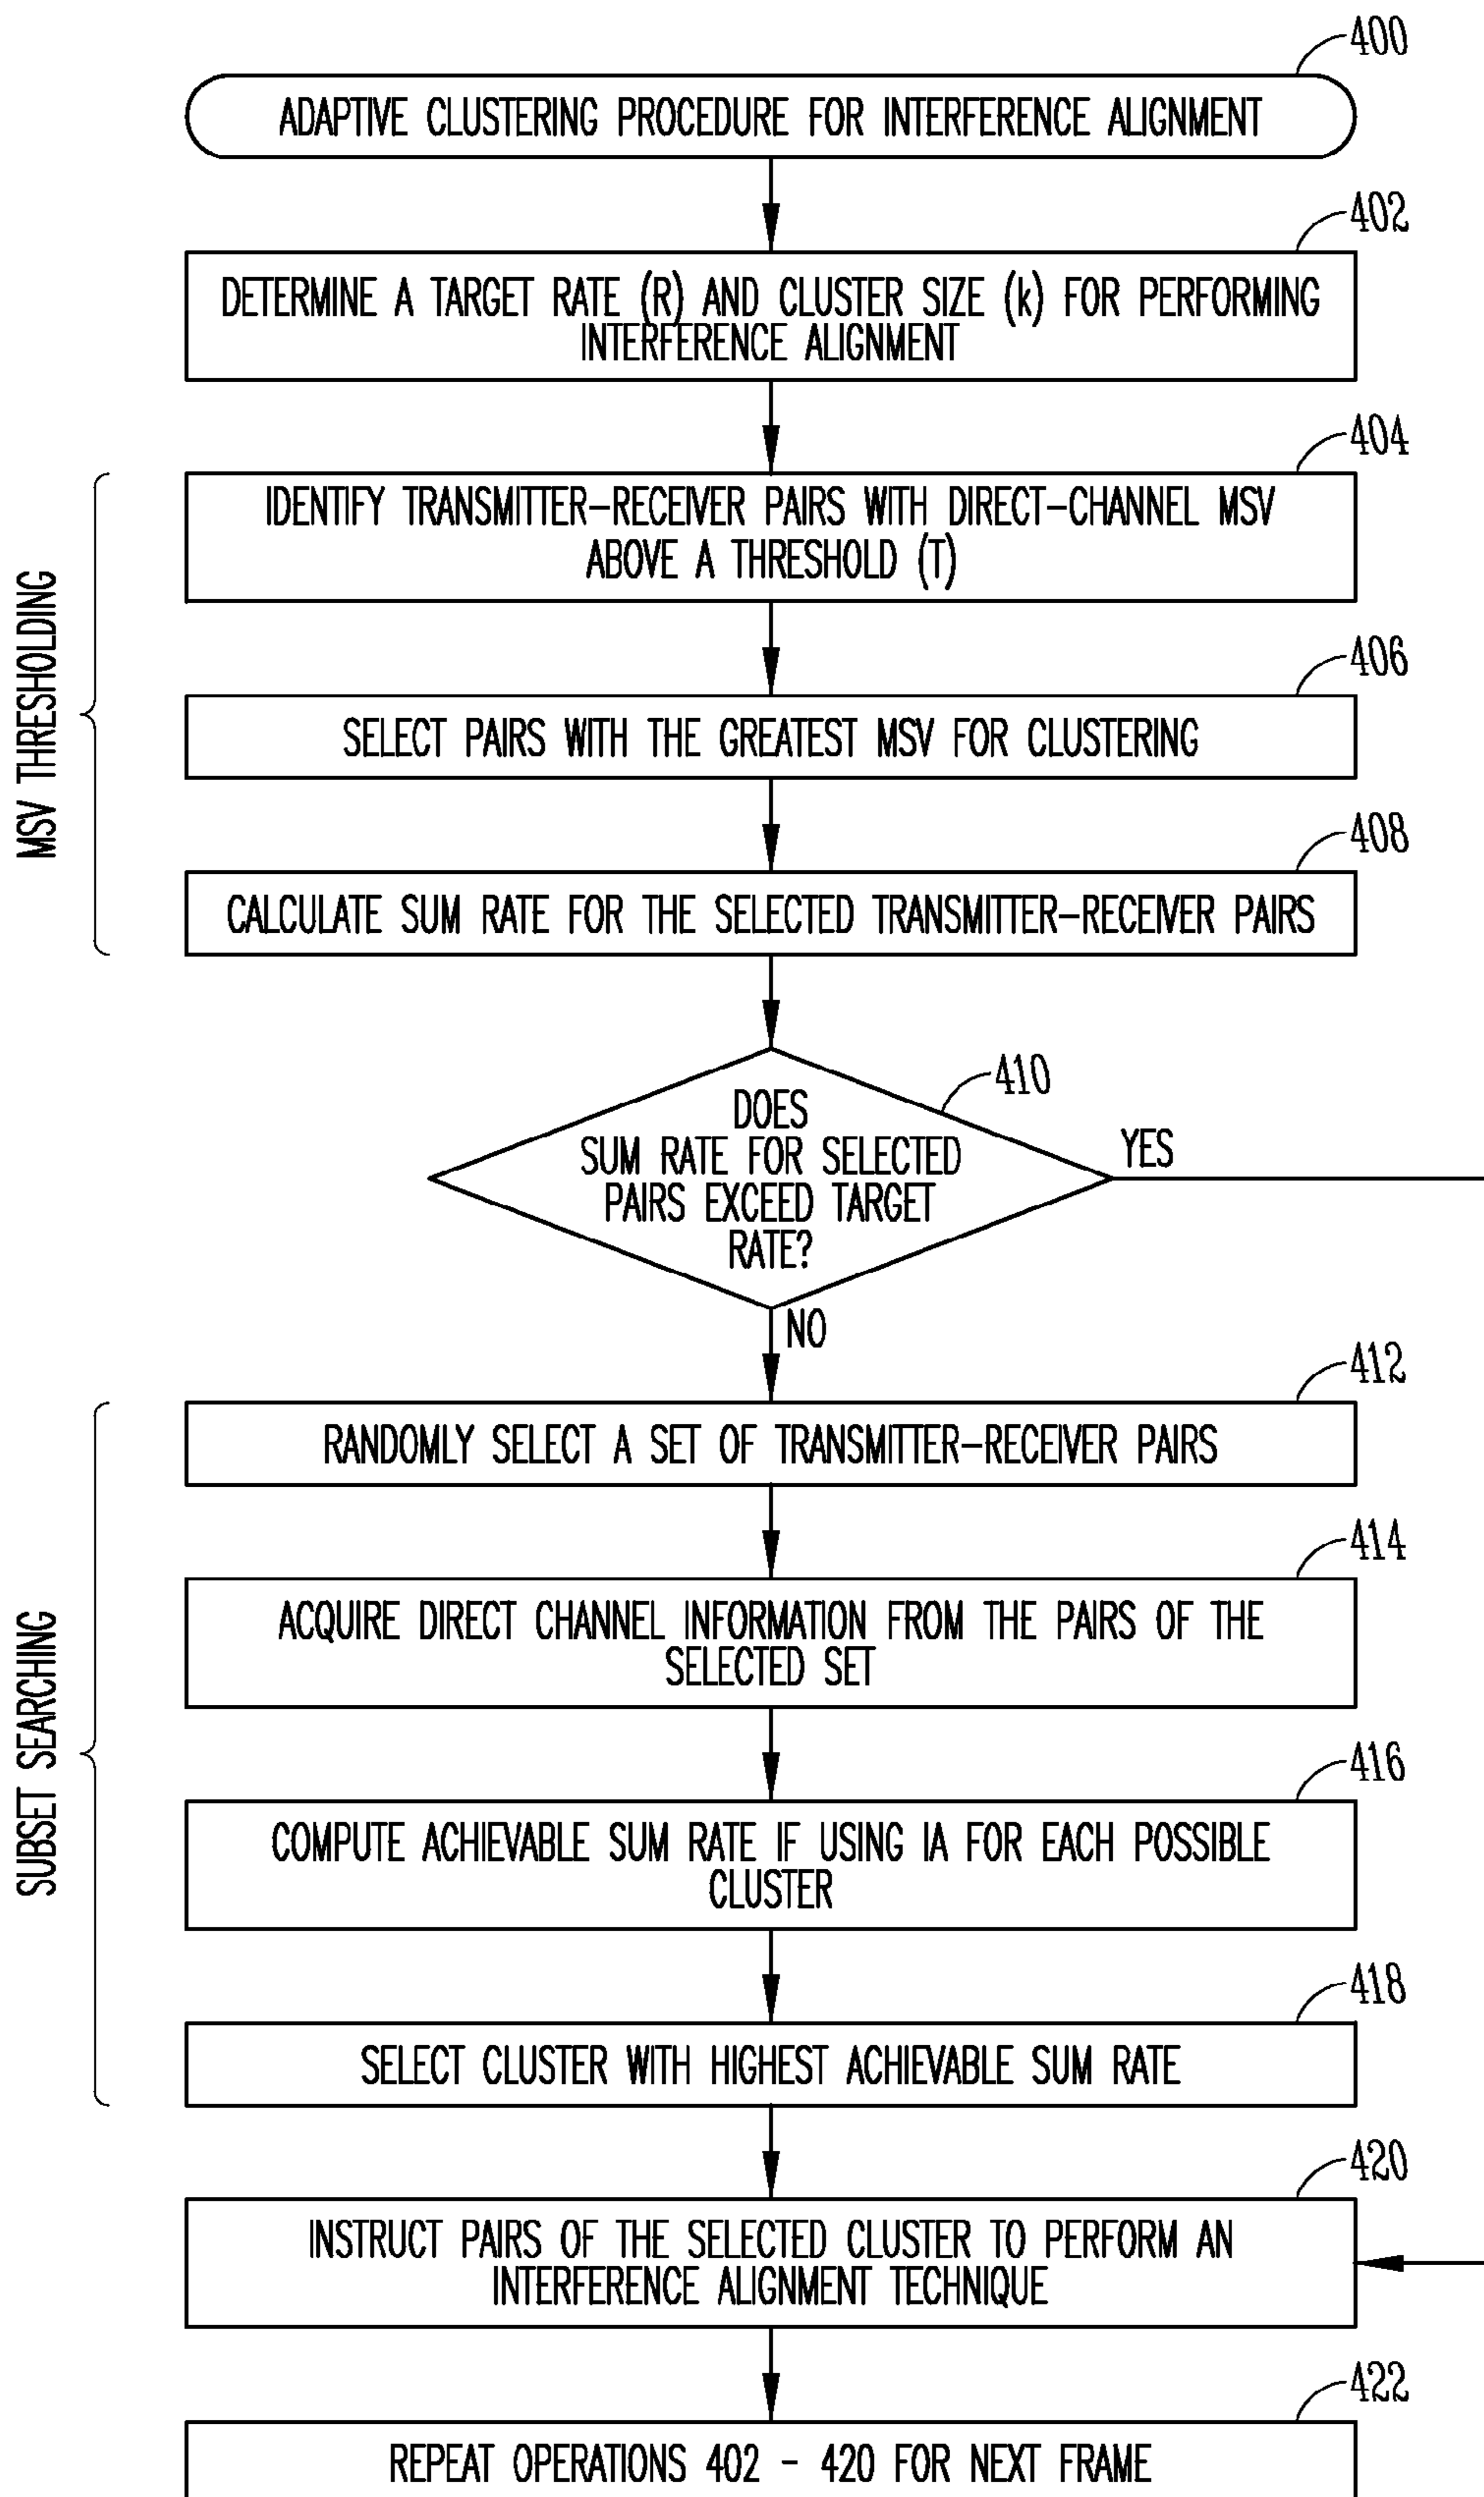 400
ADAPTIVE CLUSTERING PROCEDURE FOR INTERFERENCE ALIGNMENT
402
DETERMINE A TARGET RATE (R) AND CLUSTER SIZE (k) FOR PERFORMING
INTERFERENCE ALIGNMENT
MSV THRESHOLDING
404
IDENTIFY TRANSMITTER-RECEIVER PAIRS WITH DIRECT-CHANNEL MSV
ABOVE A THRESHOLD (T)
406
SELECT PAIRS WITH THE GREATEST MSV FOR CLUSTERING
408
CALCULATE SUM RATE FOR THE SELECTED TRANSMITTER-RECEIVER PAIRS
410
DOES
SUM RATE FOR SELECTED
PAIRS EXCEED TARGET
RATE?
YES
NO
SUBSET SEARCHING
412
RANDOMLY SELECT A SET OF TRANSMITTER-RECEIVER PAIRS
414
ACQUIRE DIRECT CHANNEL INFORMATION FROM THE PAIRS OF THE
SELECTED SET
416
COMPUTE ACHIEVABLE SUM RATE IF USING IA FOR EACH POSSIBLE
CLUSTER
418
SELECT CLUSTER WITH HIGHEST ACHIEVABLE SUM RATE
420
INSTRUCT PAIRS OF THE SELECTED CLUSTER TO PERFORM AN
INTERFERENCE ALIGNMENT TECHNIQUE
422
REPEAT OPERATIONS 402 - 420 FOR NEXT FRAME